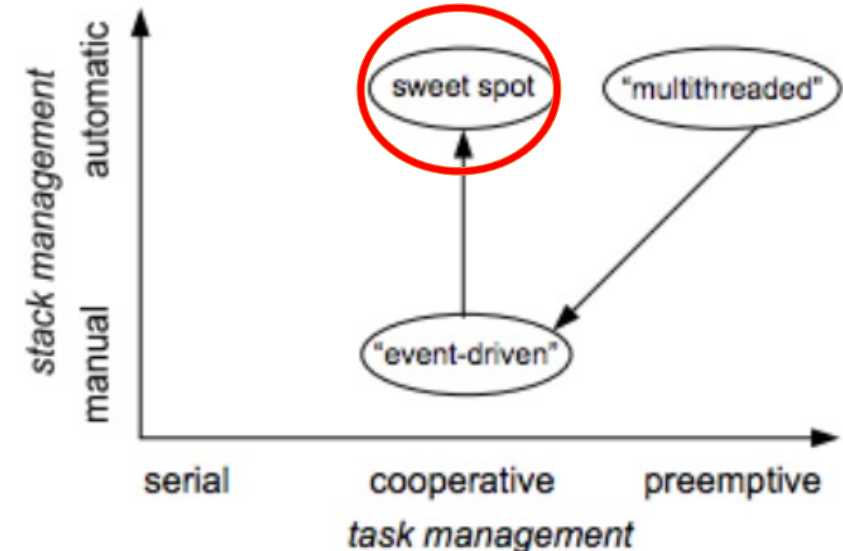 stack management
automatic
manual
sweet spot
"multithreaded"
"event-driven"
serial
cooperative
preemptive
task management